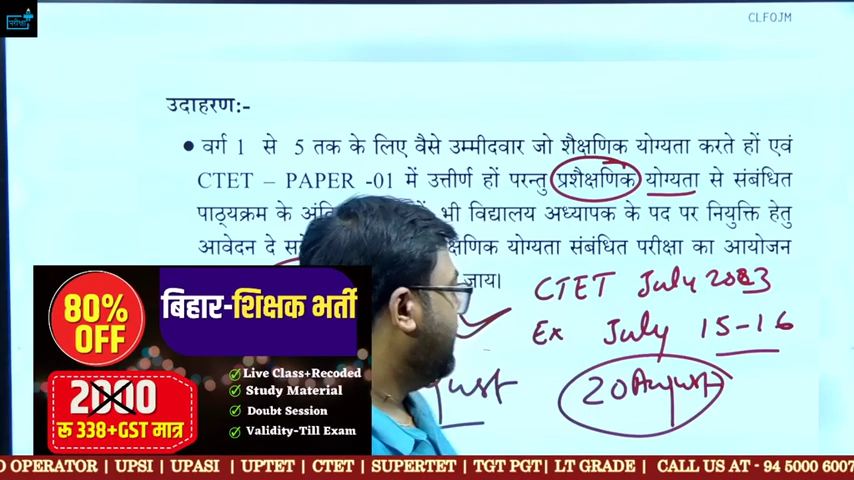 परीक्षा
CLFOJM
उदाहरण:-
• वर्ग 1 से 5 तक के लिए वैसे उम्मीदवार जो शैक्षणिक योग्यता करते हों एवं
CTET – PAPER -01 में उत्तीर्ण हों परन्तु प्रशैक्षणिक योग्यता से संबंधित
पाठ्यक्रम के भी विद्यालय अध्यापक के पद पर नियुक्ति हेतु
आवेदन दे योग्यता संबंधित परीक्षा का आयोजन
जाय।
CTET July 2023
Ex July 15-16
20 August
80%
OFF
बिहार-शिक्षक भर्ती
2000
रू 338+GST मात्र
Live Class+Recoded
Study Material
Doubt Session
Validity-Till Exam
OPERATOR | UPSI | UPASI | UPTET | CTET | SUPERTET | TGT PGT| LT GRADE | CALL US AT - 94 5000 6007